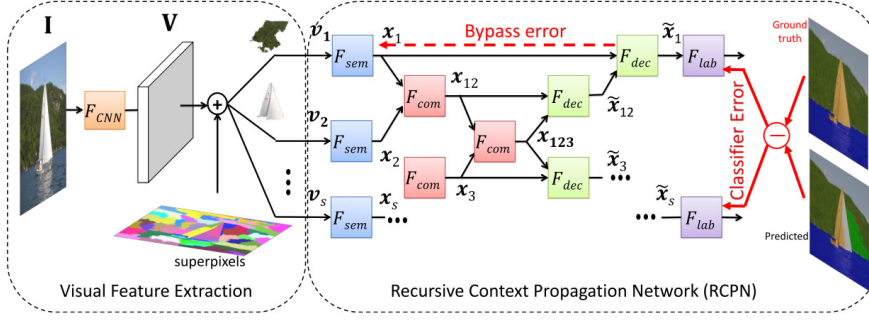 I
V
F_CNN
+
superpixels
Visual Feature Extraction
v_1
v_2
v_s
F_sem
F_sem
F_sem
x_1
x_2
x_s
Bypass error
F_com
F_com
F_com
x_12
x_3
x_123
F_dec
F_dec
F_dec
x̃_1
x̃_12
x̃_3
x̃_s
F_lab
F_lab
Classifier Error
Ground
truth
Predicted
Recursive Context Propagation Network (RCPN)